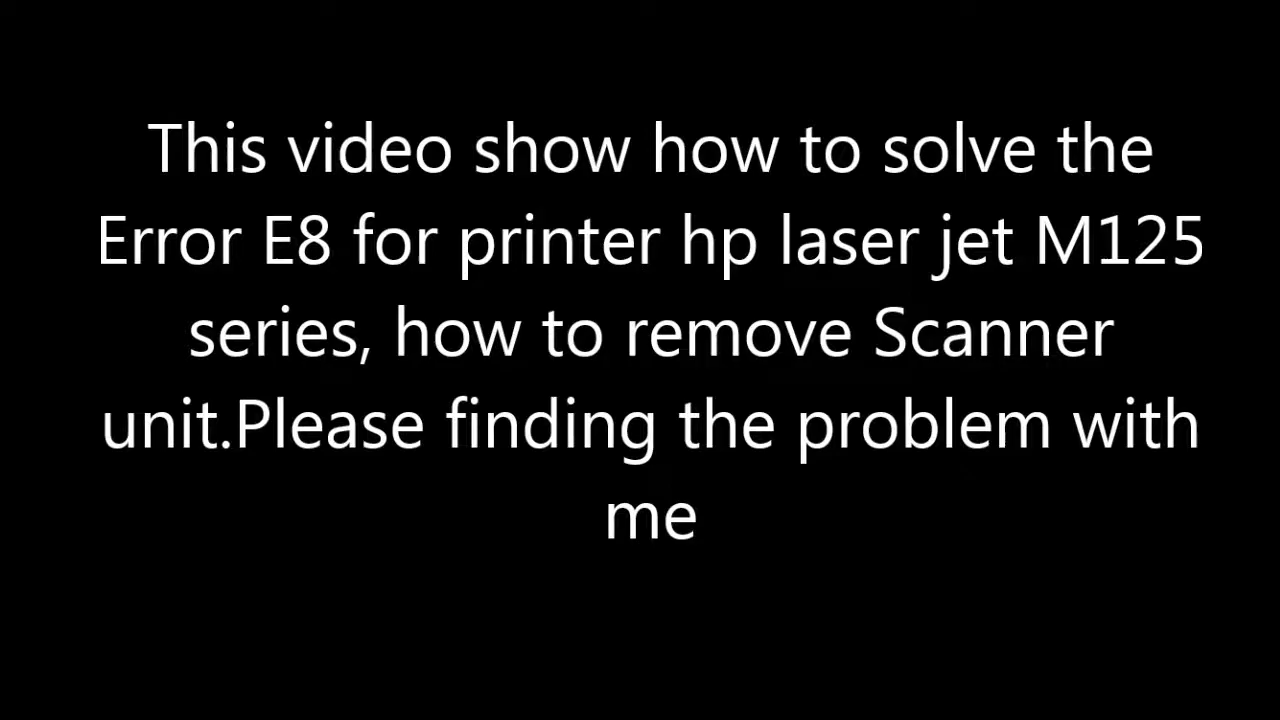 This video show how to solve the
Error E8 for printer hp laser jet M125
series, how to remove Scanner
unit.Please finding the problem with
me